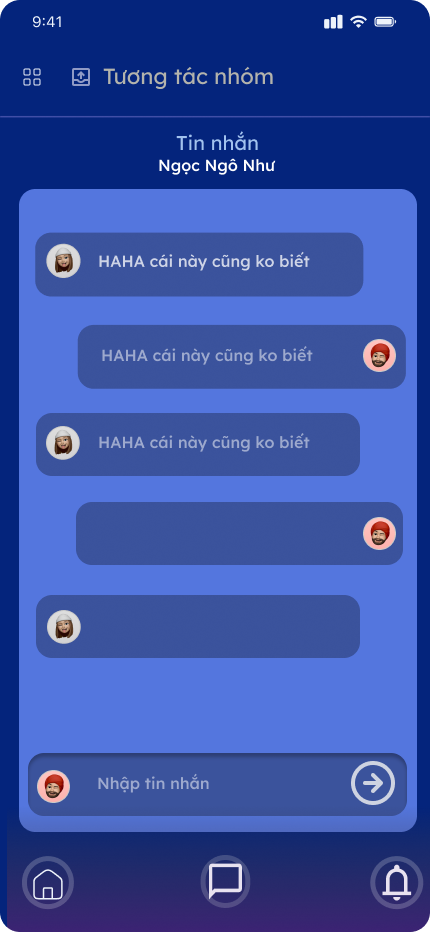 9:41
Tương tác nhóm
Tin nhắn
Ngọc Ngô Như
HAHA cái này cũng ko biết
HAHA cái này cũng ko biết
HAHA cái này cũng ko biết
Nhập tin nhắn